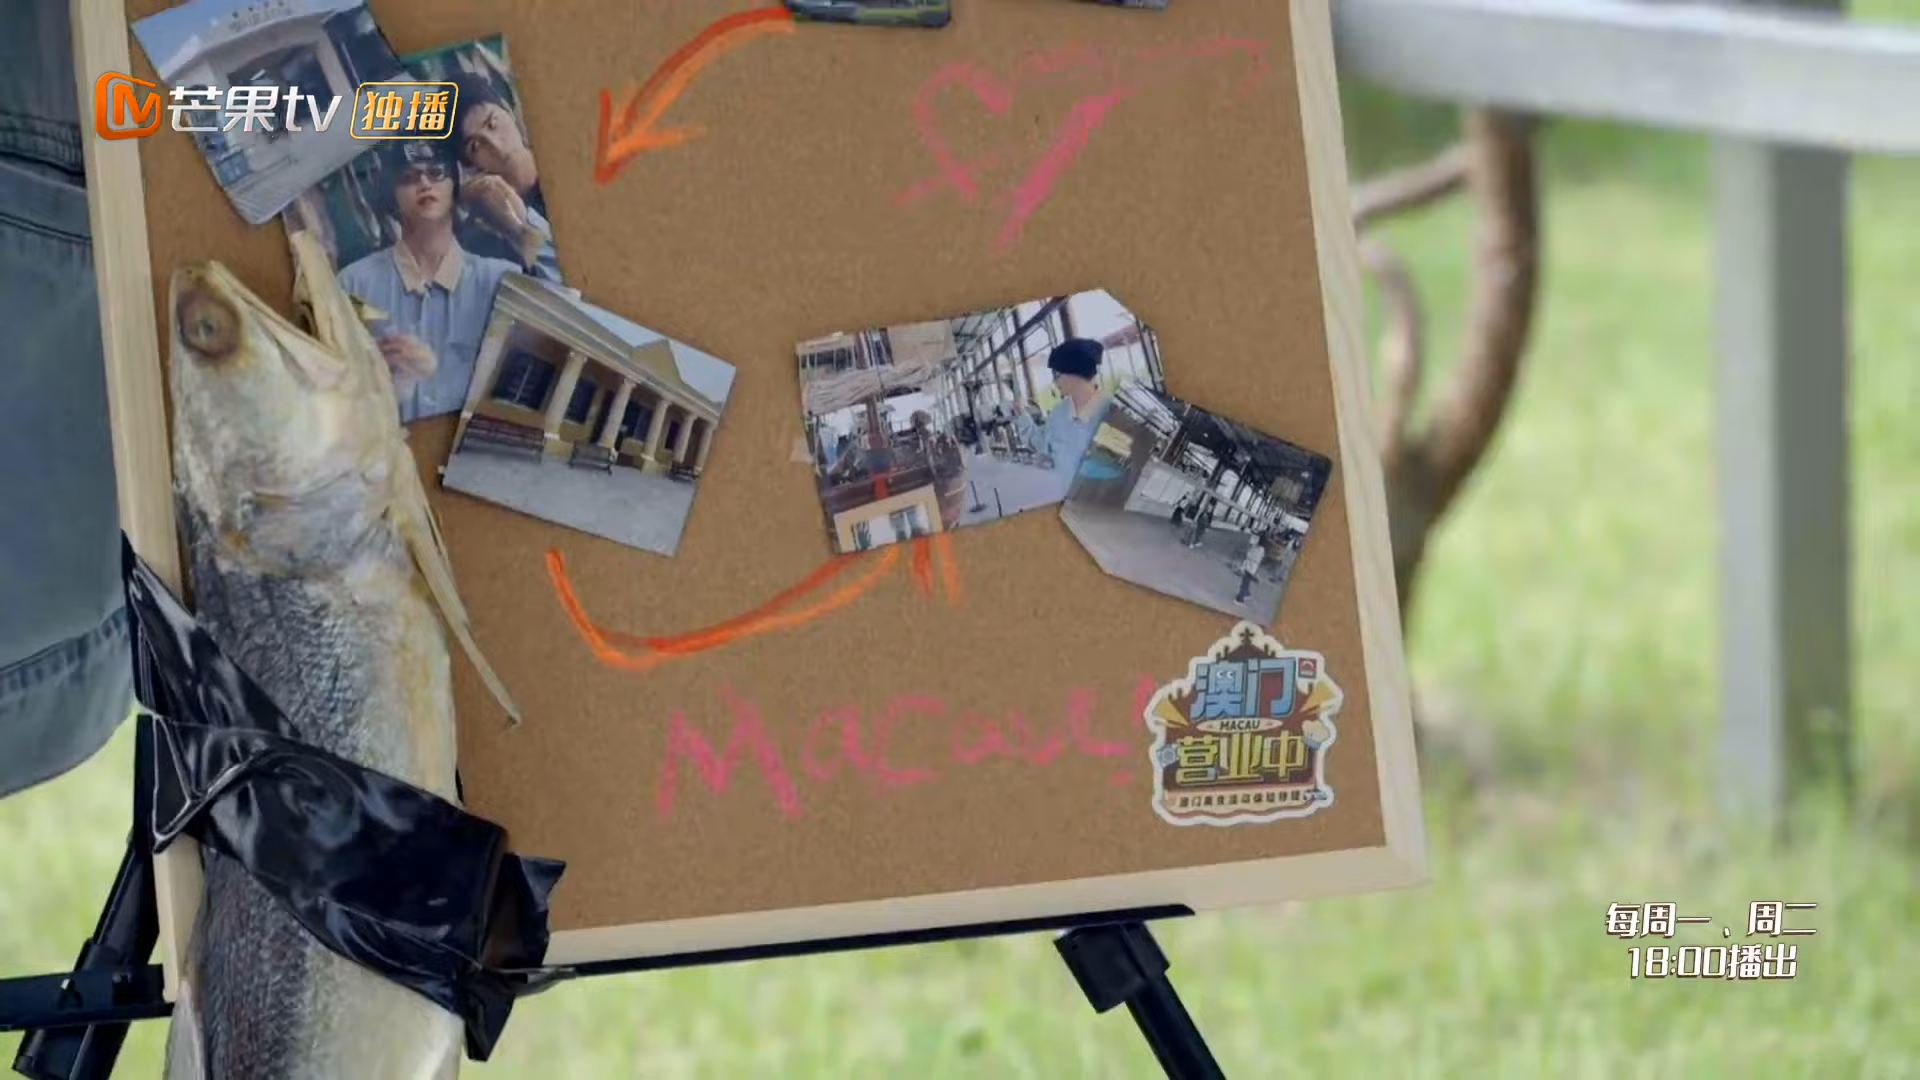 芒果tv 独播
Macau!
澳门
MACAU
营业中
每周一、周二
18:00播出